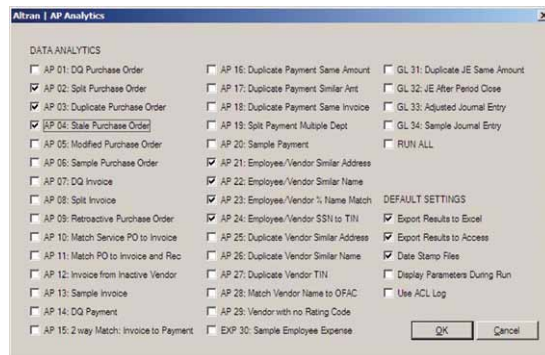 Altran | AP Analytics
DATA ANALYTICS
AP 01: DQ Purchase Order
AP 02: Split Purchase Order
AP 03: Duplicate Purchase Order
AP 04: Stale Purchase Order
AP 05: Modified Purchase Order
AP 06: Sample Purchase Order
AP 07: DQ Invoice
AP 08: Split Invoice
AP 09: Retroactive Purchase Order
AP 10: Match Service PO to Invoice
AP 11: Match PO to Invoice and Rec
AP 12: Invoice from Inactive Vendor
AP 13: Sample Invoice
AP 14: DQ Payment
AP 15: 2 way Match: Invoice to Payment
AP 16: Duplicate Payment Same Amount
AP 17: Duplicate Payment Similar Amt
AP 18: Duplicate Payment Same Invoice
AP 19: Split Payment Multiple Dept
AP 20: Sample Payment
AP 21: Employee/Vendor Similar Address
AP 22: Employee/Vendor Similar Name
AP 23: Employee/Vendor % Name Match
AP 24: Employee/Vendor SSN to TIN
AP 25: Duplicate Vendor Similar Address
AP 26: Duplicate Vendor Similar Name
AP 27: Duplicate Vendor TIN
AP 28: Match Vendor Name to OFAC
AP 29: Vendor with no Rating Code
EXP 30: Sample Employee Expense
GL 31: Duplicate JE Same Amount
GL 32: JE After Period Close
GL 33: Adjusted Journal Entry
GL 34: Sample Journal Entry
RUN ALL
DEFAULT SETTINGS
Export Results to Excel
Export Results to Access
Date Stamp Files
Display Parameters During Run
Use ACL Log
OK
Cancel